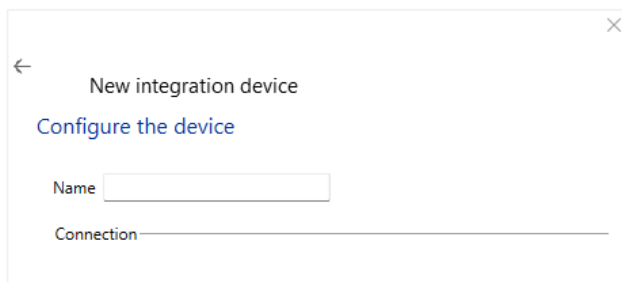 New integration device
Configure the device
Name
Connection